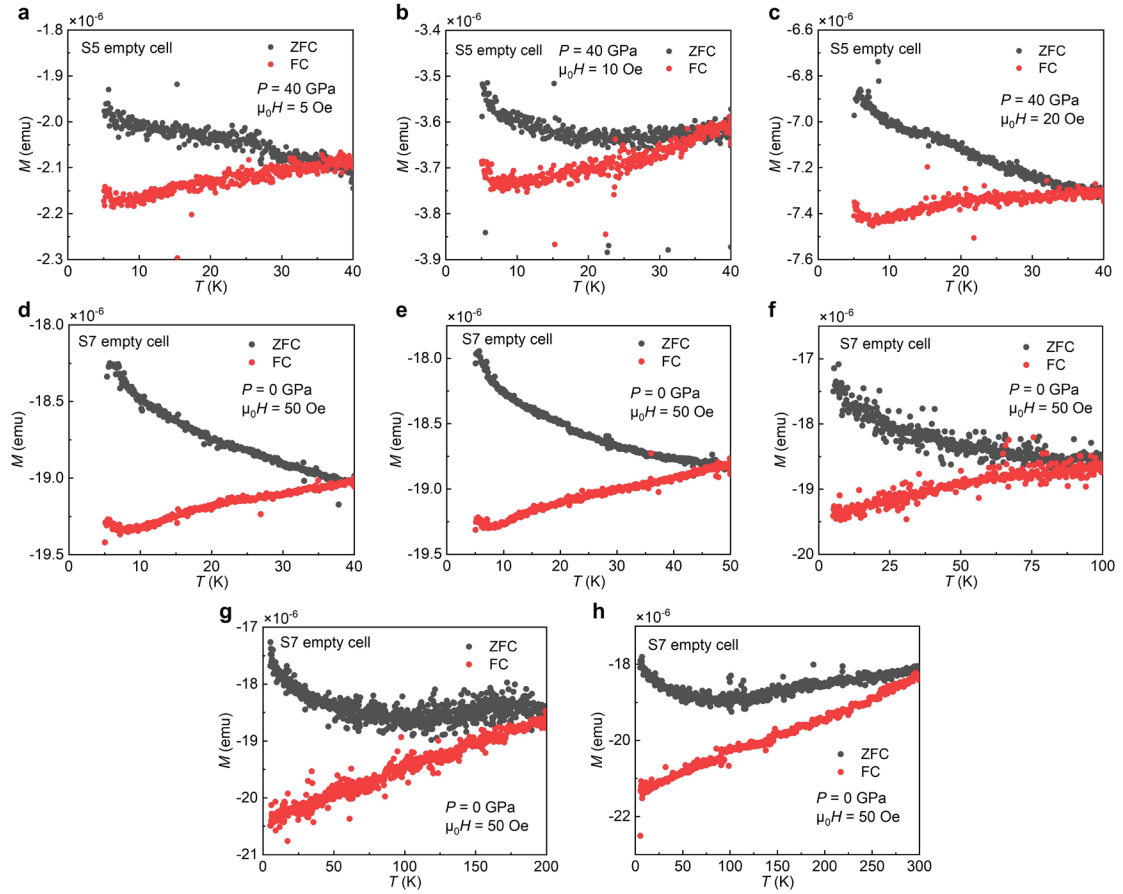 a
×10⁻⁶
S5 empty cell
ZFC
FC
P = 40 GPa
μ₀H = 5 Oe
M (emu)
-1.8
-1.9
-2.0
-2.1
-2.2
-2.3
0 10 20 30 40
T (K)
b
×10⁻⁶
S5 empty cell
P = 40 GPa
μ₀H = 10 Oe
ZFC
FC
M (emu)
-3.4
-3.5
-3.6
-3.7
-3.8
-3.9
0 10 20 30 40
T (K)
c
×10⁻⁶
S5 empty cell
ZFC
FC
P = 40 GPa
μ₀H = 20 Oe
M (emu)
-6.6
-6.8
-7.0
-7.2
-7.4
-7.6
0 10 20 30 40
T (K)
d
×10⁻⁶
S7 empty cell
ZFC
FC
P = 0 GPa
μ₀H = 50 Oe
M (emu)
-18.0
-18.5
-19.0
-19.5
0 10 20 30 40
T (K)
e
×10⁻⁶
S7 empty cell
ZFC
FC
P = 0 GPa
μ₀H = 50 Oe
M (emu)
-18.0
-18.5
-19.0
-19.5
0 10 20 30 40 50
T (K)
f
×10⁻⁶
S7 empty cell
ZFC
FC
P = 0 GPa
μ₀H = 50 Oe
M (emu)
-17
-18
-19
-20
0 25 50 75 100
T (K)
g
×10⁻⁶
S7 empty cell
ZFC
FC
P = 0 GPa
μ₀H = 50 Oe
M (emu)
-17
-18
-19
-20
-21
0 50 100 150 200
T (K)
h
×10⁻⁶
S7 empty cell
ZFC
FC
P = 0 GPa
μ₀H = 50 Oe
M (emu)
-18
-20
-22
0 50 100 150 200 250 300
T (K)